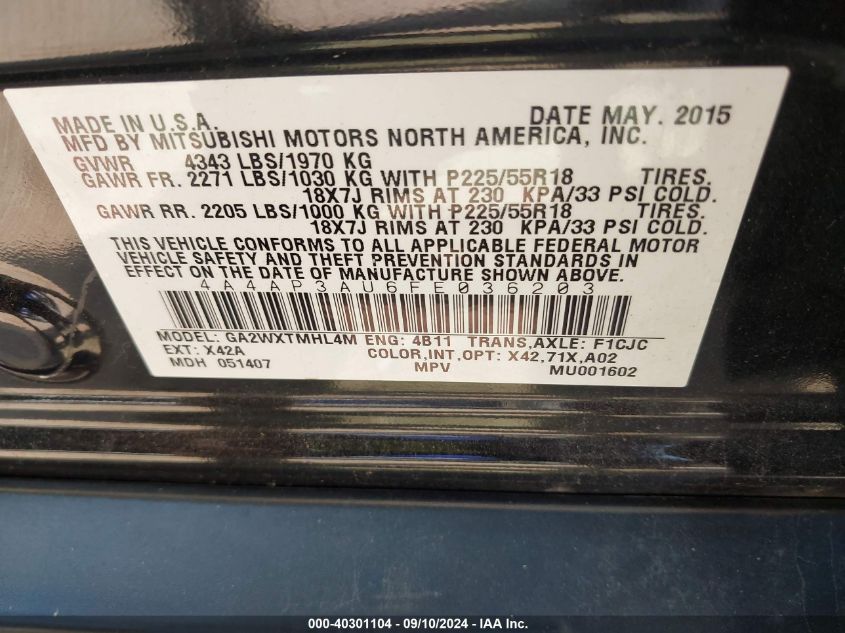 MADE IN U.S.A. DATE MAY. 2015
MFD BY MITSUBISHI MOTORS NORTH AMERICA, INC.
GVWR 4343 LBS/1970 KG
GAWR FR. 2271 LBS/1030 KG WITH P225/55R18 TIRES.
18X7J RIMS AT 230 KPA/33 PSI COLD.
GAWR RR. 2205 LBS/1000 KG WITH P225/55R18 TIRES.
18X7J RIMS AT 230 KPA/33 PSI COLD.
THIS VEHICLE CONFORMS TO ALL APPLICABLE FEDERAL MOTOR
VEHICLE SAFETY AND THEFT PREVENTION STANDARDS IN
EFFECT ON THE DATE OF MANUFACTURE SHOWN ABOVE.
4A4AP3AU6FE036203
MODEL: GA2WXTMHL4M ENG: 4B11 TRANS,AXLE: F1CJC
EXT: X42A COLOR,INT,OPT: X42,71X,A02
MDH 051407 MPV MU001602
000-40301104 - 09/10/2024 - IAA Inc.